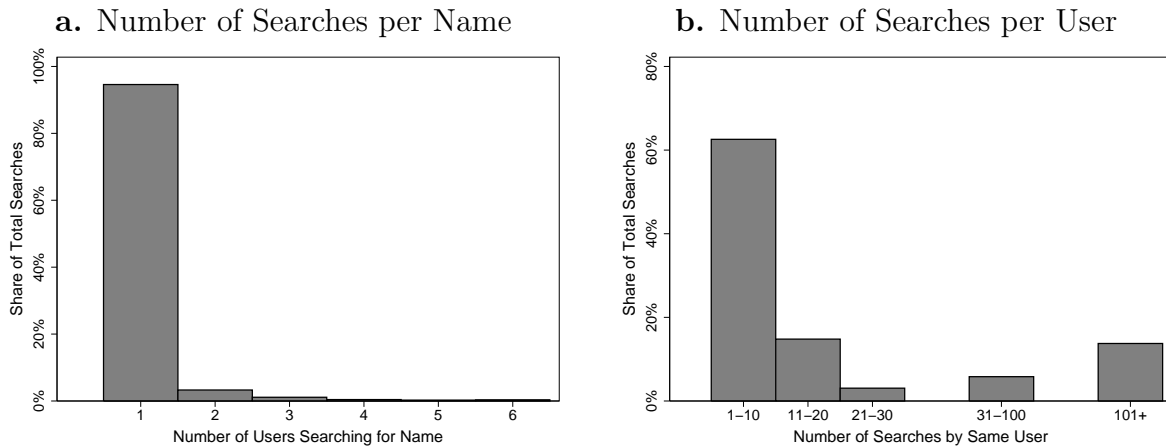 a. Number of Searches per Name
100%
80%
60%
40%
20%
0%
Share of Total Searches
1 2 3 4 5 6
Number of Users Searching for Name
b. Number of Searches per User
80%
60%
40%
20%
0%
Share of Total Searches
1−10 11−20 21−30 31−100 101+
Number of Searches by Same User